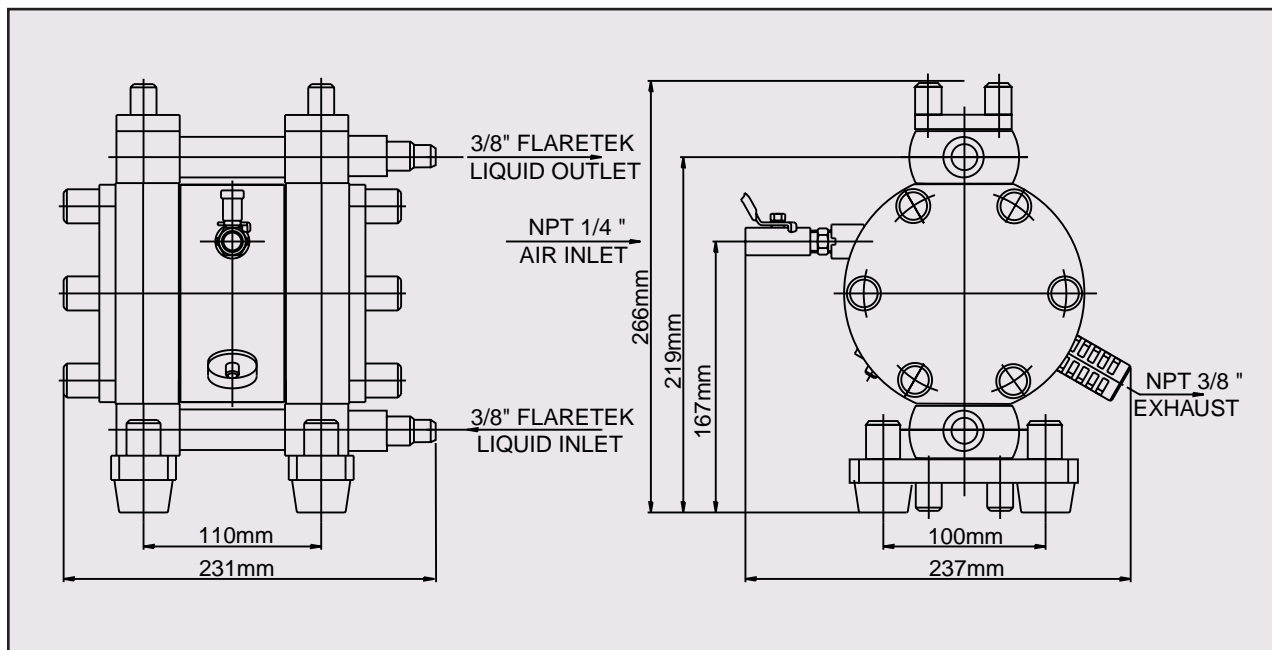 3/8" FLARETEK
LIQUID OUTLET
NPT 1/4 "
AIR INLET
3/8" FLARETEK
LIQUID INLET
110mm
231mm
266mm
219mm
167mm
NPT 3/8 "
EXHAUST
100mm
237mm